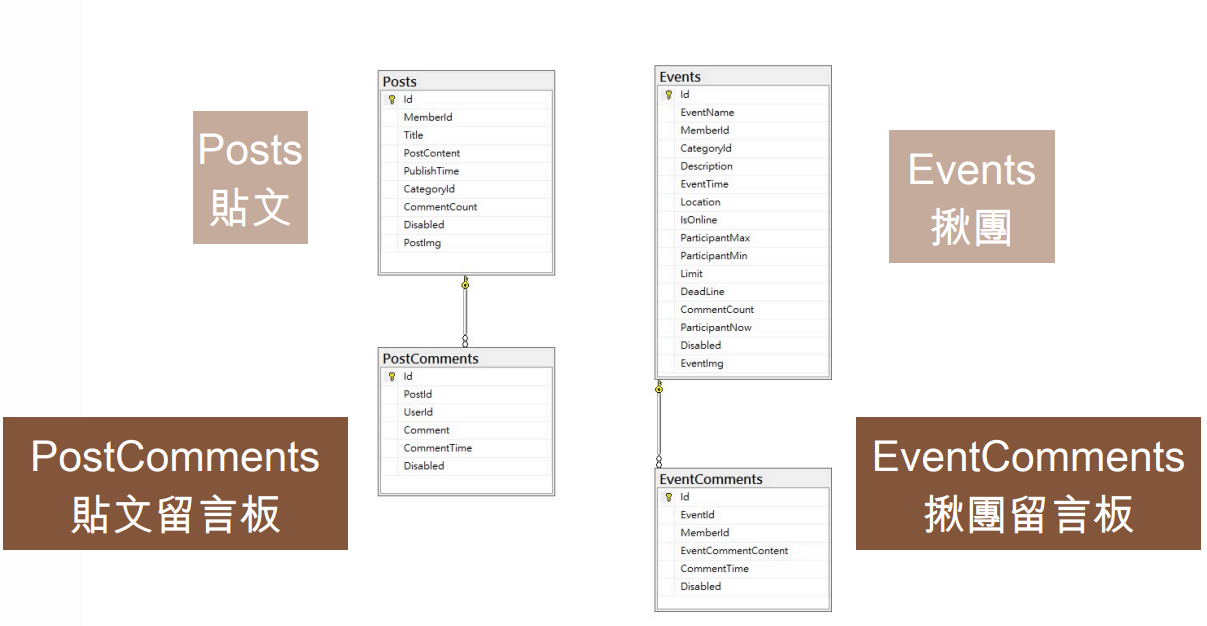 Posts
貼文
Posts
Id
MemberId
Title
PostContent
PublishTime
CategoryId
CommentCount
Disabled
PostImg
Events
Id
EventName
MemberId
CategoryId
Description
EventTime
Location
IsOnline
ParticipantMax
ParticipantMin
Limit
DeadLine
CommentCount
ParticipantNow
Disabled
EventImg
Events
揪團
PostComments
貼文留言板
PostComments
Id
PostId
UserId
Comment
CommentTime
Disabled
EventComments
Id
EventId
MemberId
EventCommentContent
CommentTime
Disabled
EventComments
揪團留言板